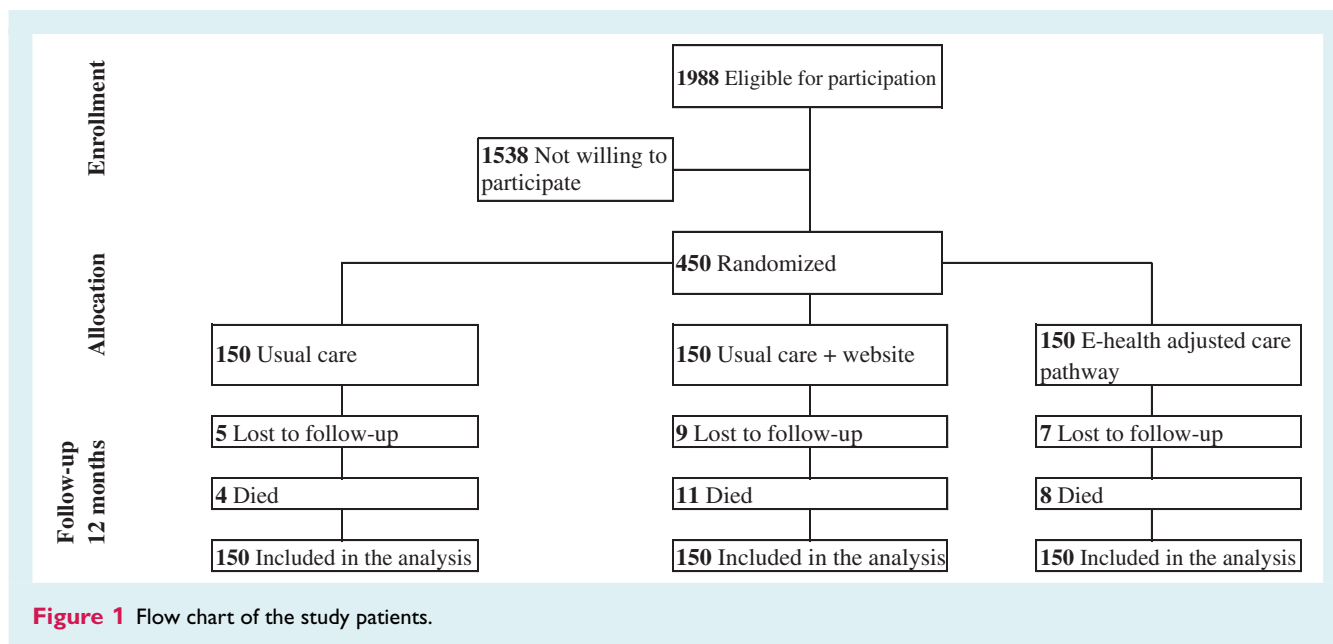 Enrollment
1988 Eligible for participation
1538 Not willing to
participate
Allocation
450 Randomized
150 Usual care
150 Usual care + website
150 E-health adjusted care
pathway
Follow-up
12 months
5 Lost to follow-up
9 Lost to follow-up
7 Lost to follow-up
4 Died
11 Died
8 Died
150 Included in the analysis
150 Included in the analysis
150 Included in the analysis
Figure 1 Flow chart of the study patients.